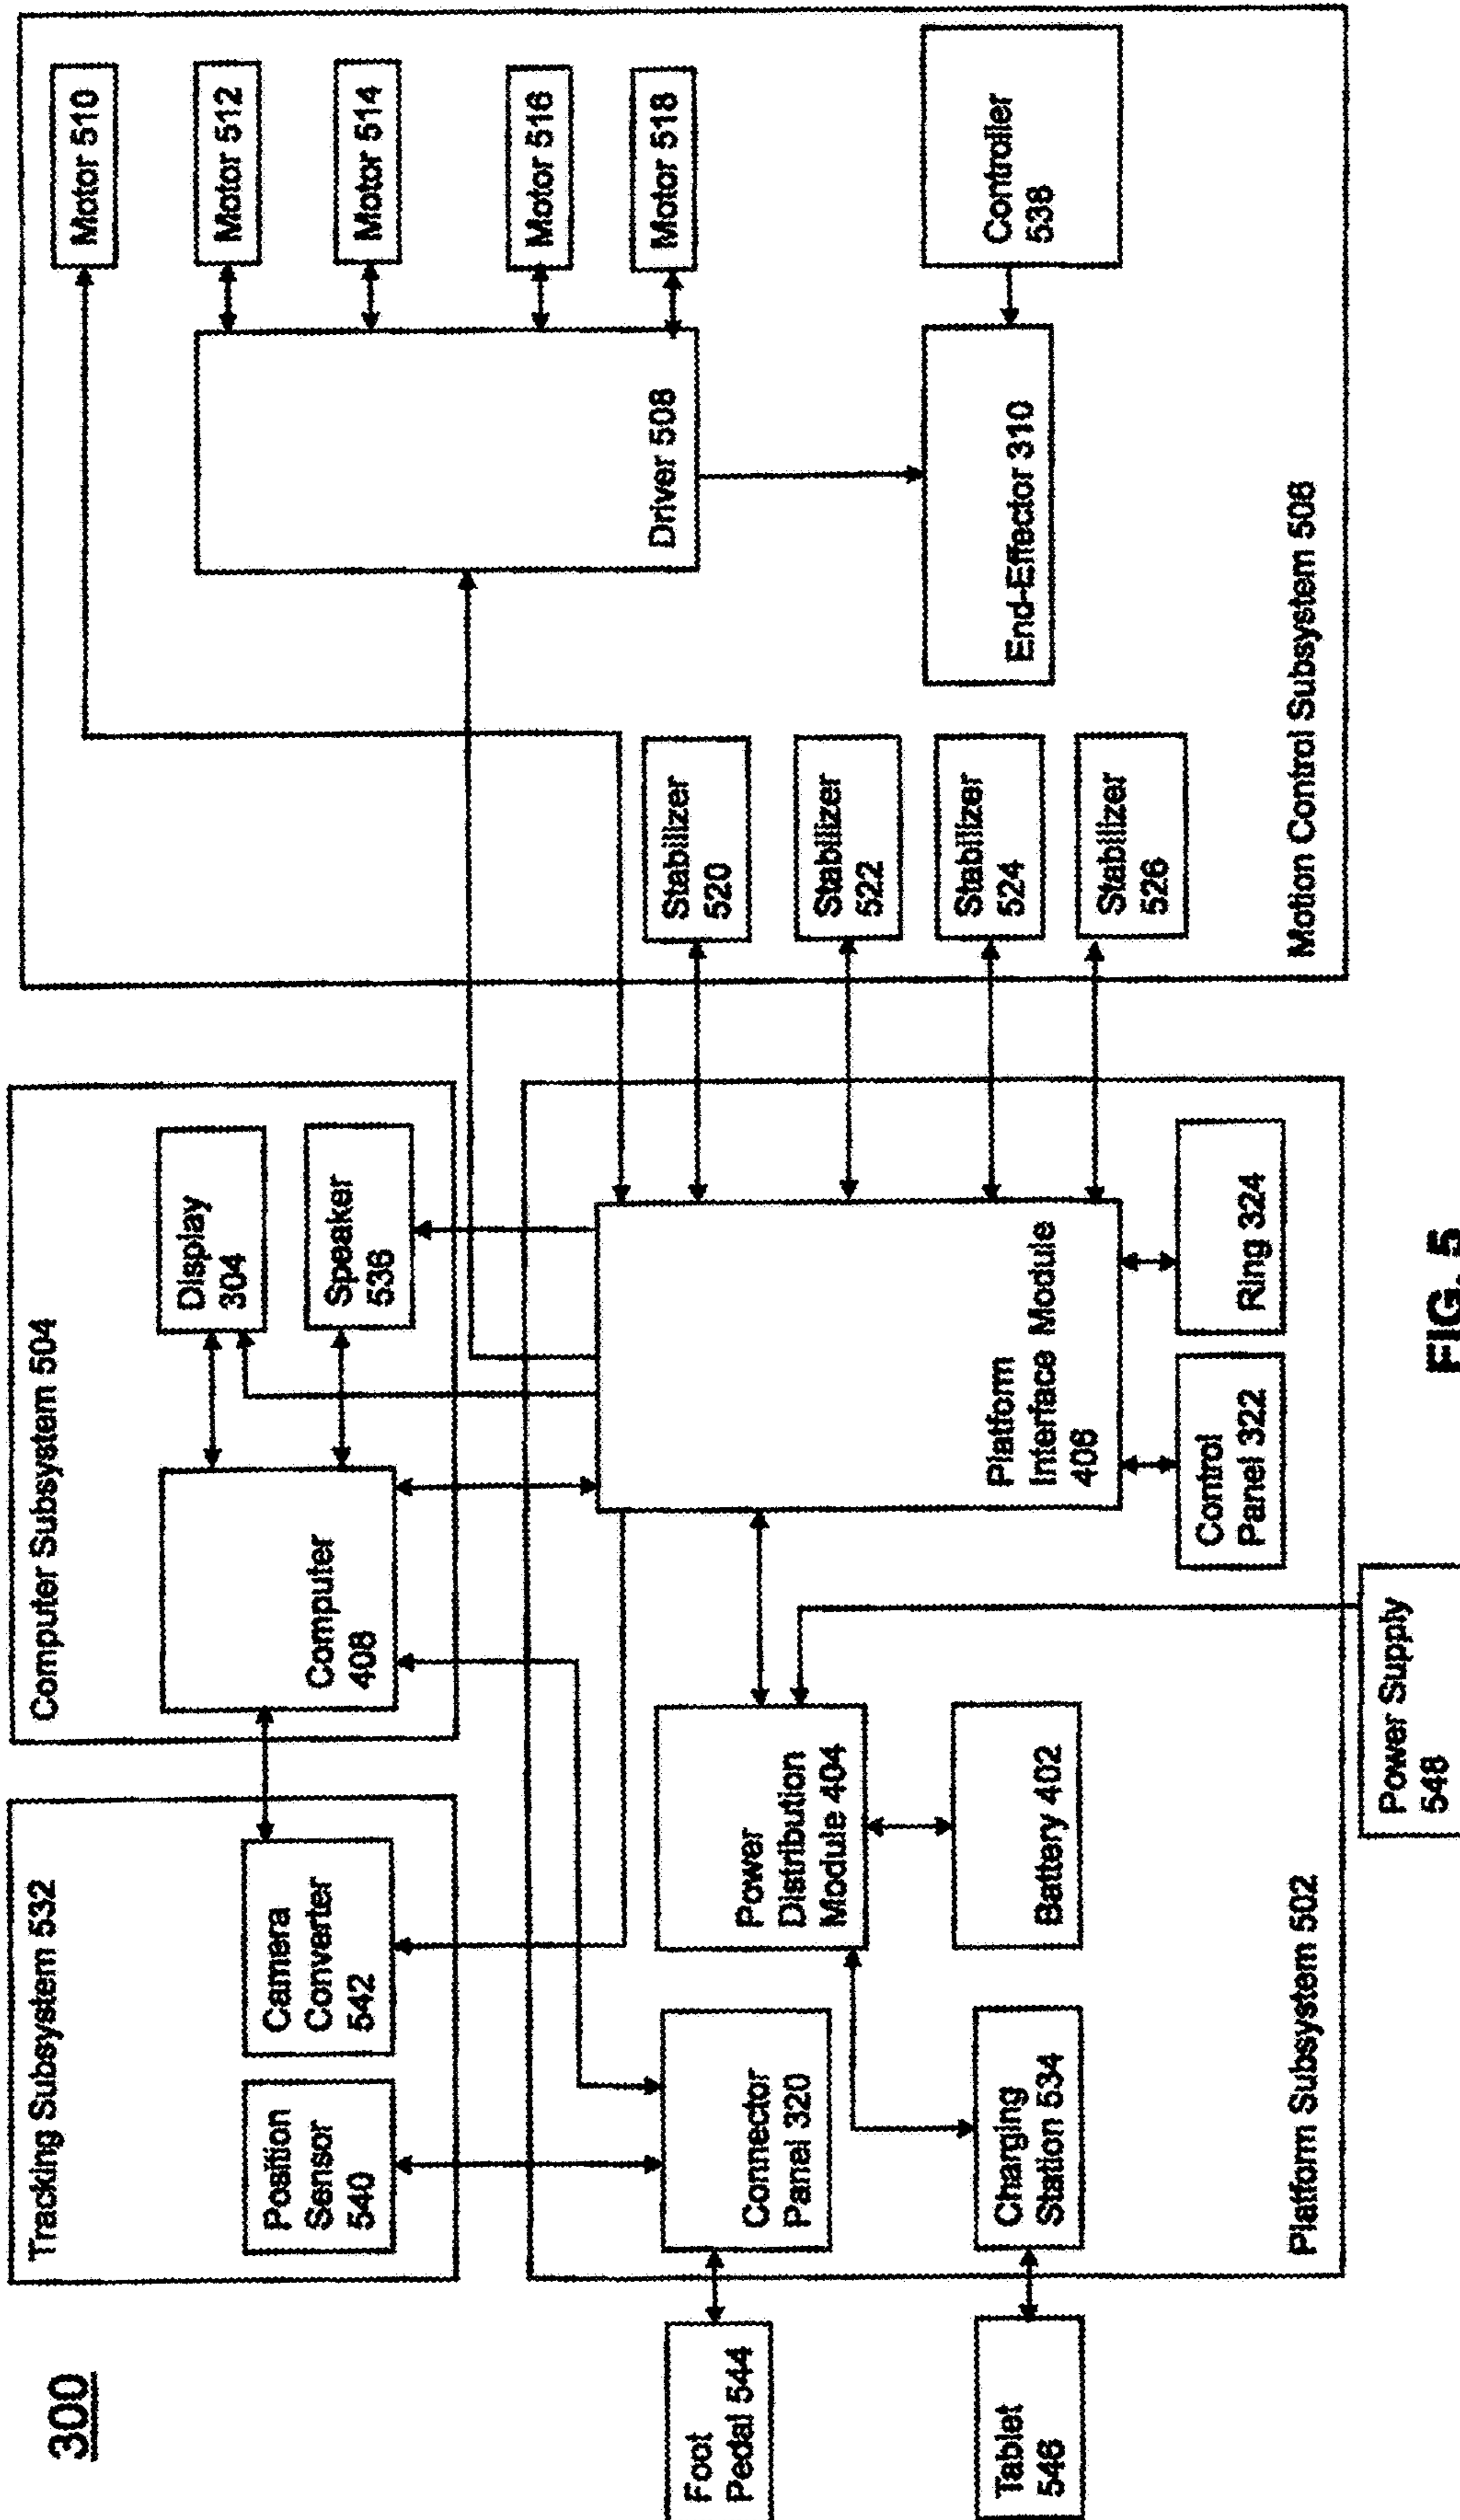 300
Tracking Subsystem 532
Position
Sensor
540
Camera
Converter
542
Computer Subsystem 504
Computer
408
Display
304
Speaker
536
Foot
Pedal 544
Tablet
546
Connector
Panel 320
Charging
Station 534
Power
Distribution
Module 404
Battery 402
Platform
Interface Module
406
Control
Panel 322
Ring 324
Platform Subsystem 502
Power Supply
548
Motor 510
Motor 512
Motor 514
Motor 516
Motor 518
Driver 508
End-Effector 310
Controller
538
Stabilizer
520
Stabilizer
522
Stabilizer
524
Stabilizer
526
Motion Control Subsystem 506
FIG. 5